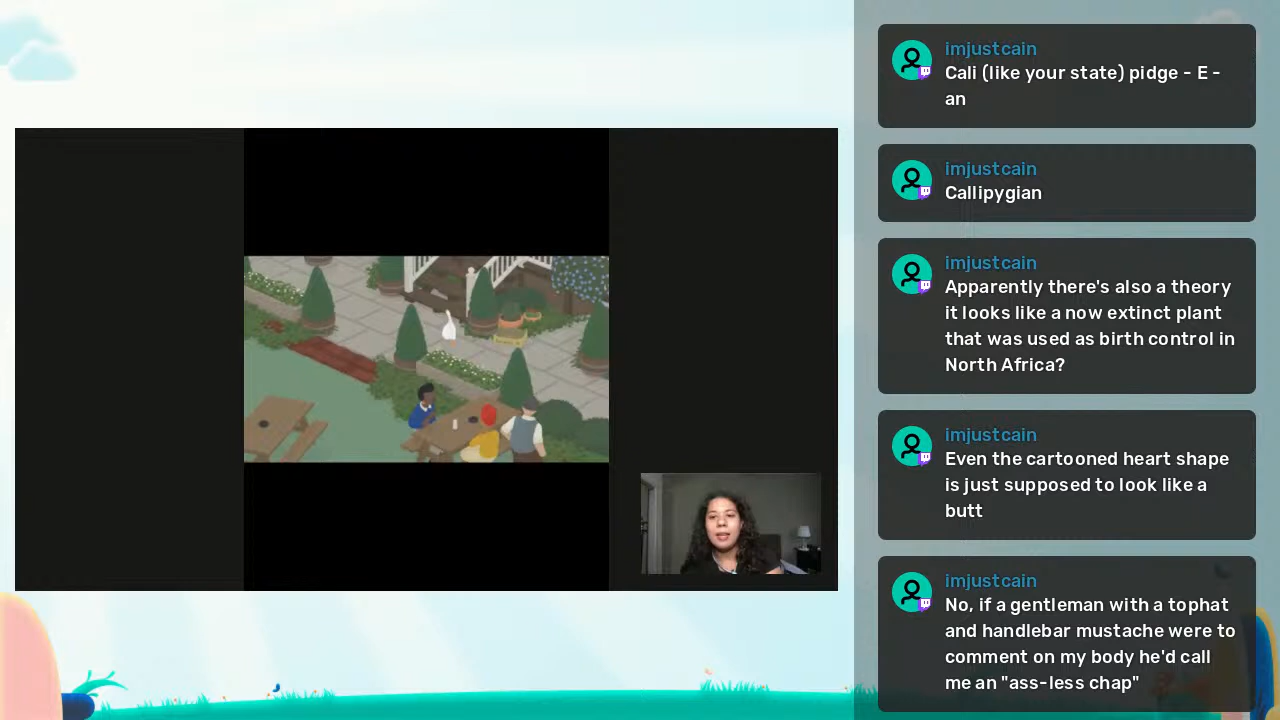 imjustcain
Cali (like your state) pidge - E -
an
imjustcain
Callipygian
imjustcain
Apparently there's also a theory
it looks like a now extinct plant
that was used as birth control in
North Africa?
imjustcain
Even the cartooned heart shape
is just supposed to look like a
butt
imjustcain
No, if a gentleman with a tophat
and handlebar mustache were to
comment on my body he'd call
me an "ass-less chap"